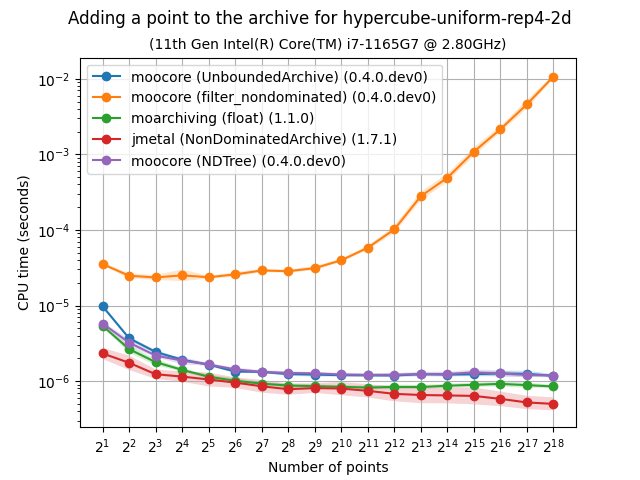 Adding a point to the archive for hypercube-uniform-rep4-2d
(11th Gen Intel(R) Core(TM) i7-1165G7 @ 2.80GHz)
moocore (UnboundedArchive) (0.4.0.dev0)
moocore (filter_nondominated) (0.4.0.dev0)
moarchiving (float) (1.1.0)
jmetal (NonDominatedArchive) (1.7.1)
moocore (NDTree) (0.4.0.dev0)
CPU time (seconds)
10⁻²
10⁻³
10⁻⁴
10⁻⁵
10⁻⁶
2¹ 2² 2³ 2⁴ 2⁵ 2⁶ 2⁷ 2⁸ 2⁹ 2¹⁰ 2¹¹ 2¹² 2¹³ 2¹⁴ 2¹⁵ 2¹⁶ 2¹⁷ 2¹⁸
Number of points